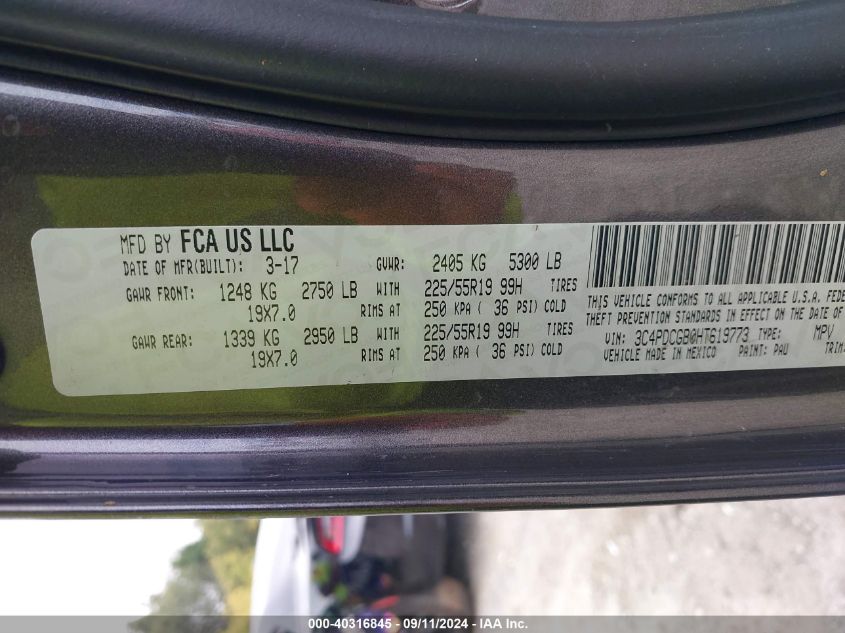 MFD BY FCA US LLC
DATE OF MFR(BUILT): 3-17 GVWR: 2405 KG 5300 LB
GAWR FRONT: 1248 KG 2750 LB WITH 225/55R19 99H TIRES
19X7.0 RIMS AT 250 KPA ( 36 PSI) COLD
GAWR REAR: 1339 KG 2950 LB WITH 225/55R19 99H TIRES
19X7.0 RIMS AT 250 KPA ( 36 PSI) COLD
THIS VEHICLE CONFORMS TO ALL APPLICABLE U.S.A. FEDE
THEFT PREVENTION STANDARDS IN EFFECT ON THE DATE OF
VIN: 3C4PDCGB0HT619773 TYPE: MPV
VEHICLE MADE IN MEXICO PAINT: PAU TRIM:
000-40316845 - 09/11/2024 - IAA Inc.